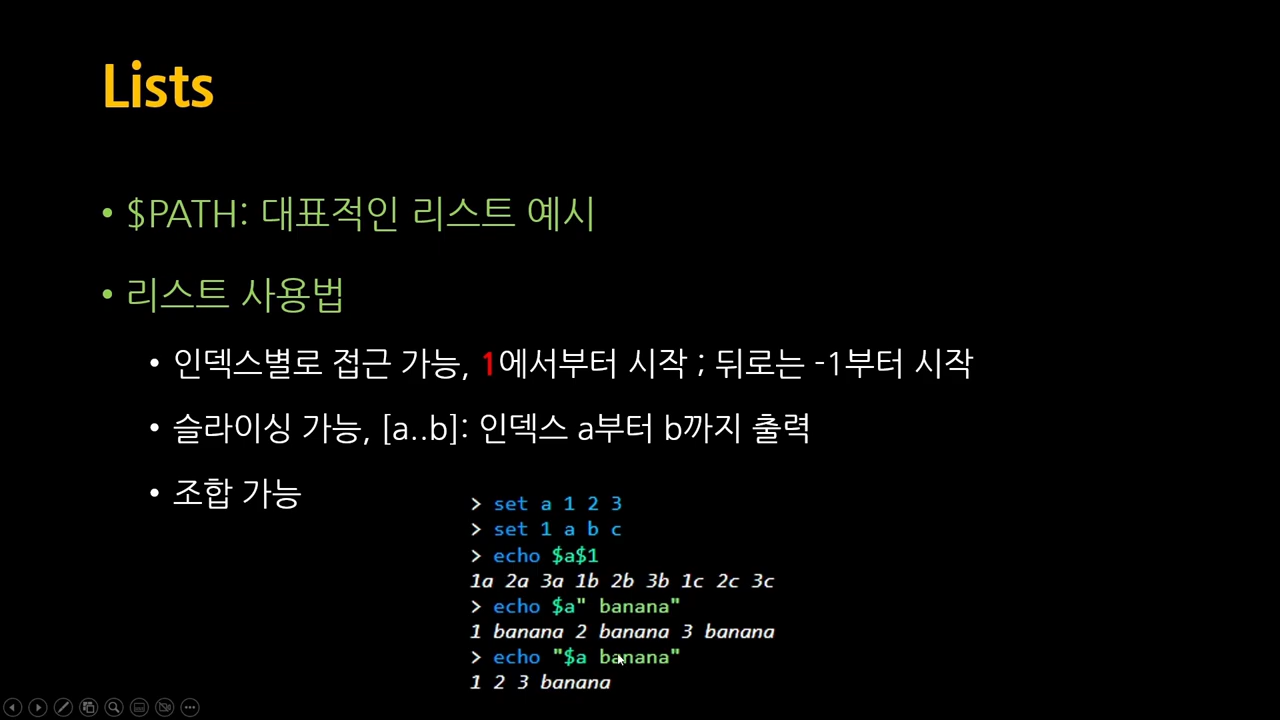 Lists
• $PATH: 대표적인 리스트 예시
• 리스트 사용법
• 인덱스별로 접근 가능, 1에서부터 시작 ; 뒤로는 -1부터 시작
• 슬라이싱 가능, [a..b]: 인덱스 a부터 b까지 출력
• 조합 가능
> set a 1 2 3
> set 1 a b c
> echo $a$1
1a 2a 3a 1b 2b 3b 1c 2c 3c
> echo $a" banana"
1 banana 2 banana 3 banana
> echo "$a banana"
1 2 3 banana